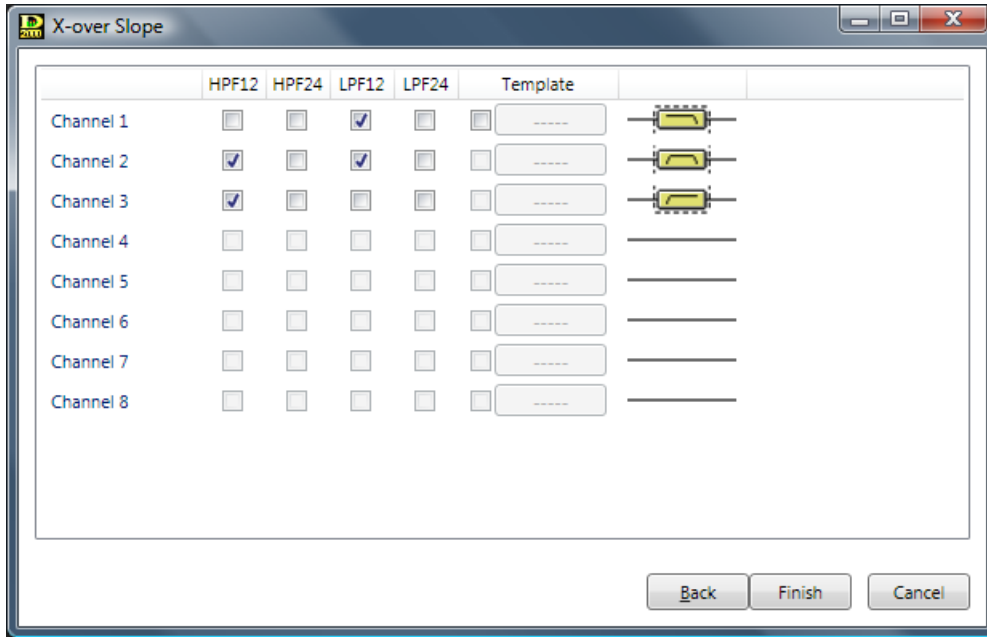 X-over Slope
HPF12 HPF24 LPF12 LPF24 Template
Channel 1 -----
Channel 2 -----
Channel 3 -----
Channel 4 -----
Channel 5 -----
Channel 6 -----
Channel 7 -----
Channel 8 -----
Back Finish Cancel